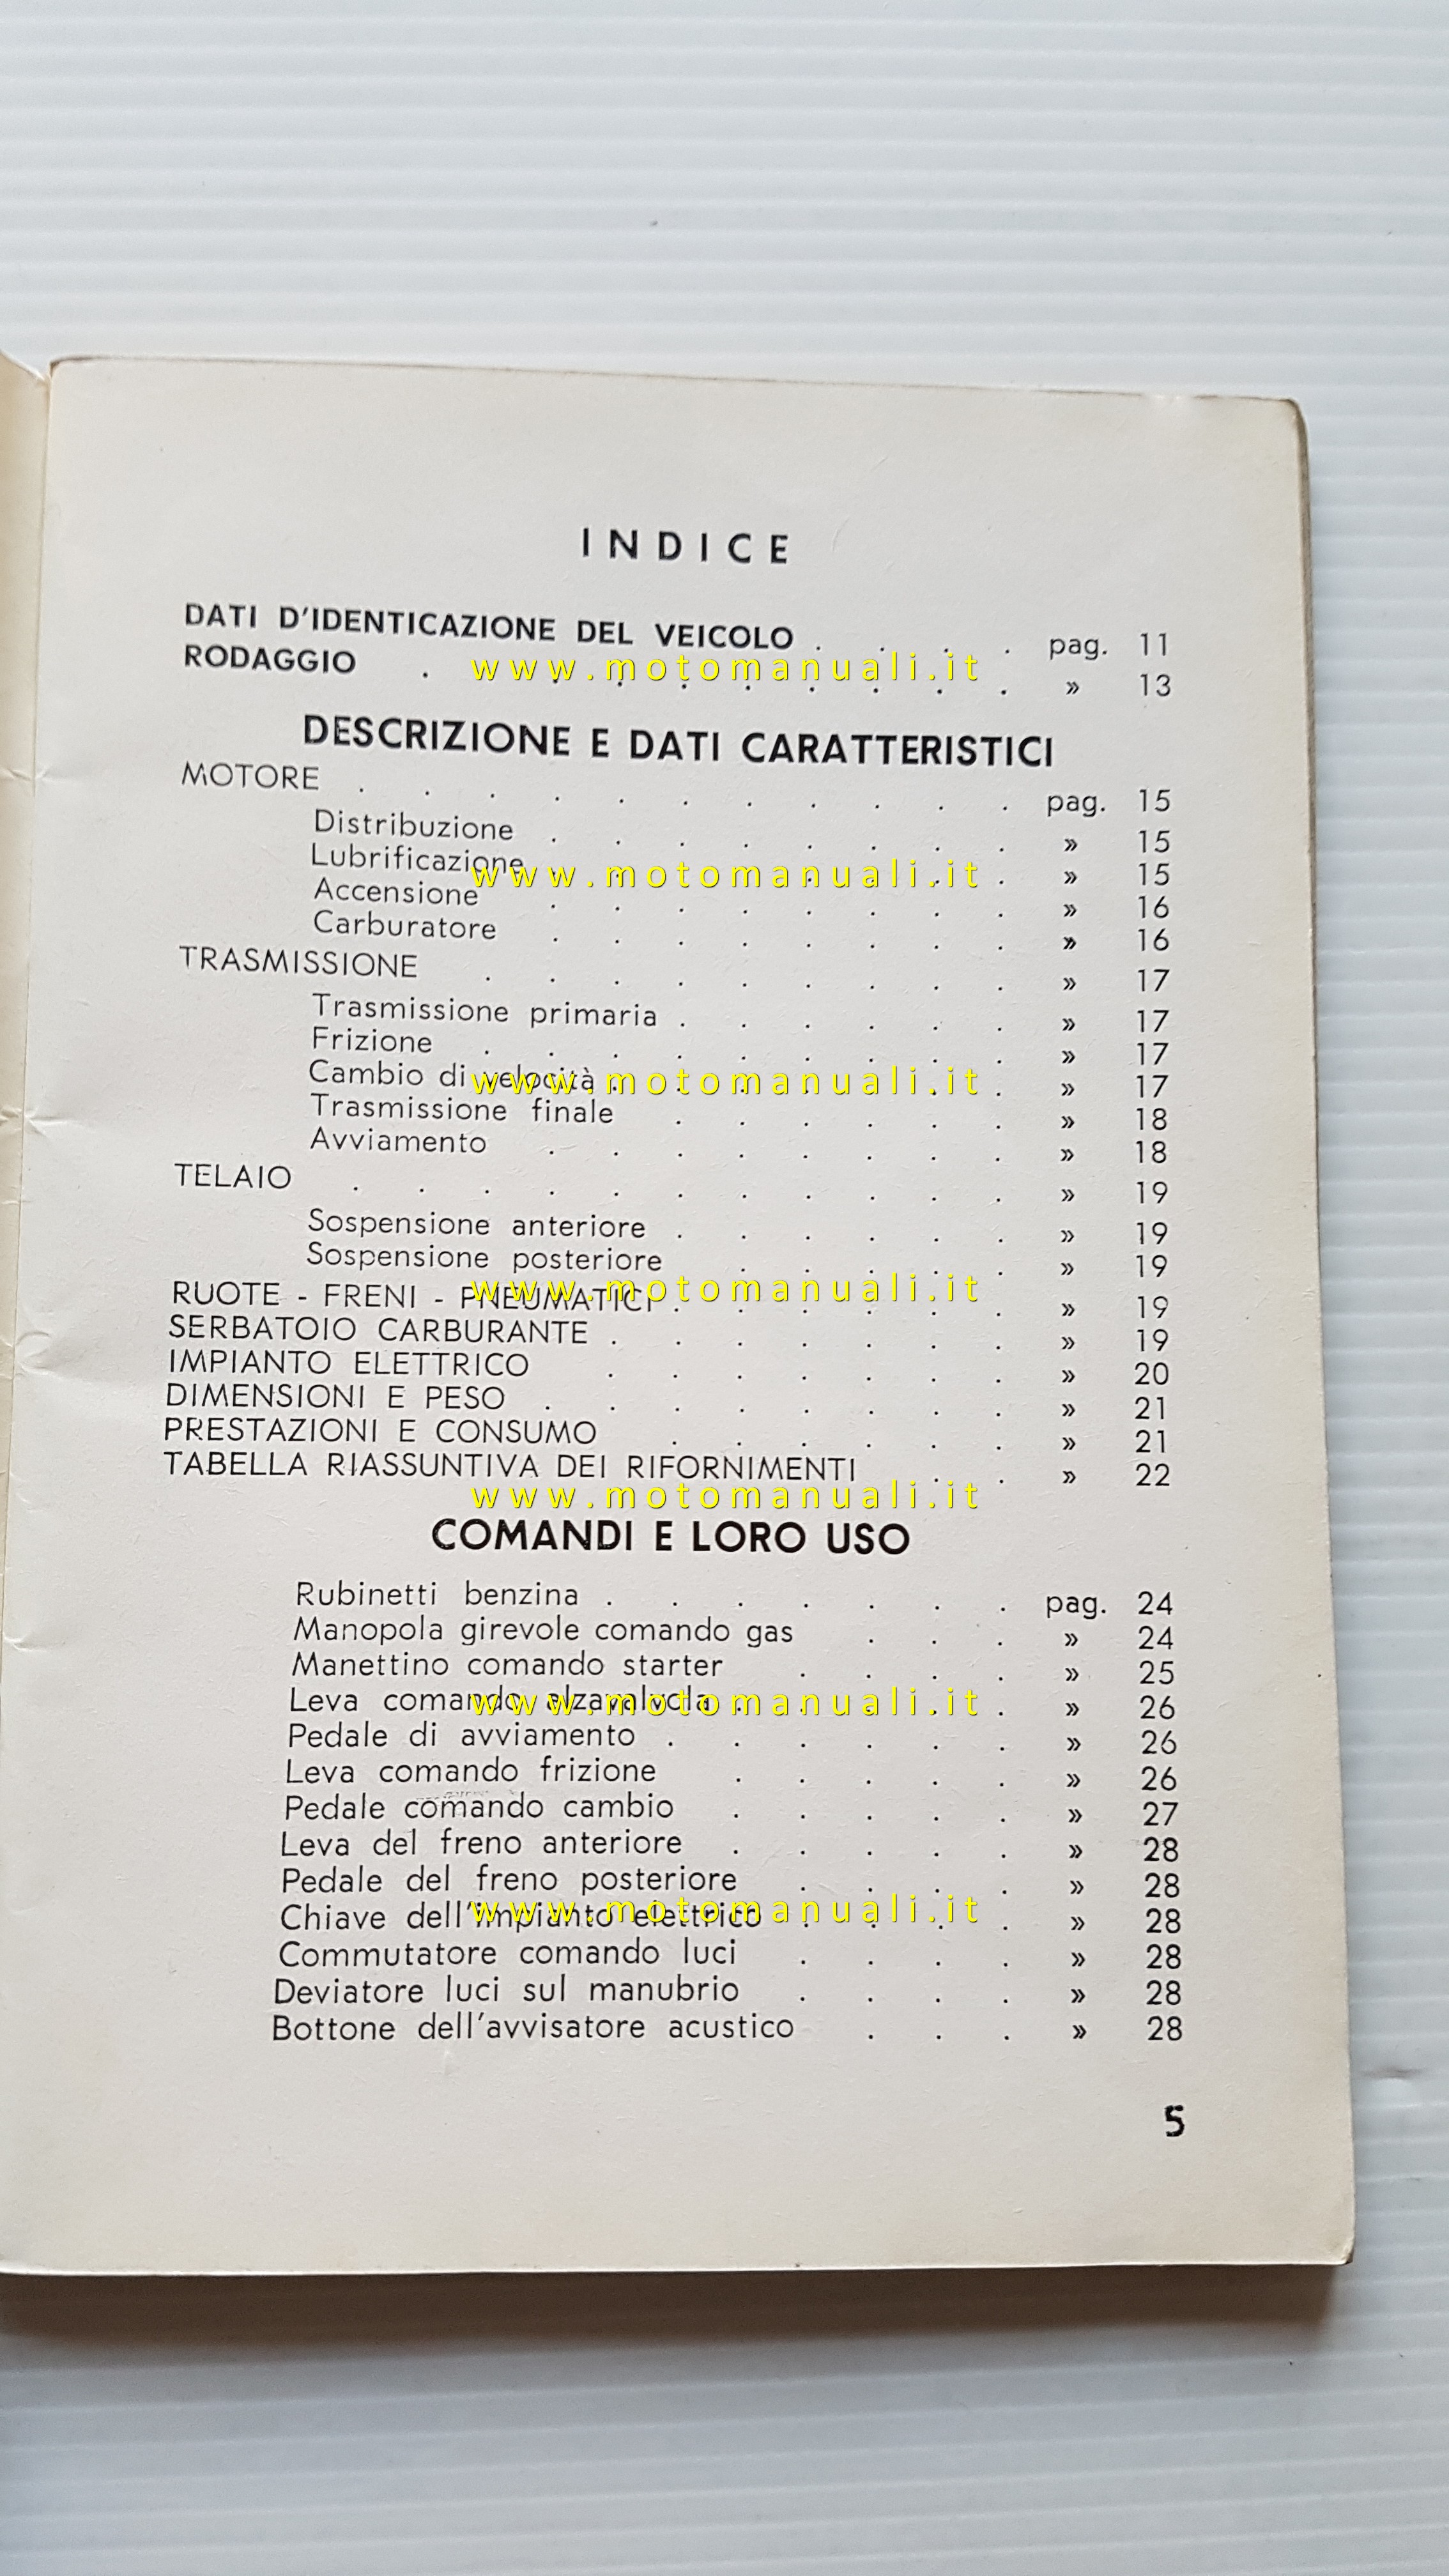 INDICE
DATI D'IDENTICAZIONE DEL VEICOLO . . . . pag. 11
RODAGGIO . . . . . . . . . » 13
www.motomanuali.it
DESCRIZIONE E DATI CARATTERISTICI
MOTORE . . . . . . . . . . . pag. 15
Distribuzione . . . . . . . . » 15
Lubrificazione . . . . . . . . » 15
www.motomanuali.it
Accensione . . . . . . . . » 16
Carburatore . . . . . . . . » 16
TRASMISSIONE . . . . . . . . . » 17
Trasmissione primaria . . . . . . » 17
Frizione . . . . . . . . . » 17
Cambio di velocità . . . . . . . » 17
www.motomanuali.it
Trasmissione finale . . . . . . » 18
Avviamento . . . . . . . . » 18
TELAIO . . . . . . . . . . . » 19
Sospensione anteriore . . . . . . » 19
Sospensione posteriore . . . . . » 19
RUOTE - FRENI - PNEUMATICI . . . . . . » 19
www.motomanuali.it
SERBATOIO CARBURANTE . . . . . . . » 19
IMPIANTO ELETTRICO . . . . . . . » 20
DIMENSIONI E PESO . . . . . . . . » 21
PRESTAZIONI E CONSUMO . . . . . . » 21
TABELLA RIASSUNTIVA DEI RIFORNIMENTI . . » 22
www.motomanuali.it
COMANDI E LORO USO
Rubinetti benzina . . . . . . . pag. 24
Manopola girevole comando gas . . . » 24
Manettino comando starter . . . . » 25
Leva comando alzavalvola . . . . . » 26
www.motomanuali.it
Pedale di avviamento . . . . . . » 26
Leva comando frizione . . . . . » 26
Pedale comando cambio . . . . . » 27
Leva del freno anteriore . . . . . » 28
Pedale del freno posteriore . . . . » 28
Chiave dell'impianto elettrico . . . . » 28
www.motomanuali.it
Commutatore comando luci . . . . » 28
Deviatore luci sul manubrio . . . . » 28
Bottone dell'avvisatore acustico . . . » 28
5